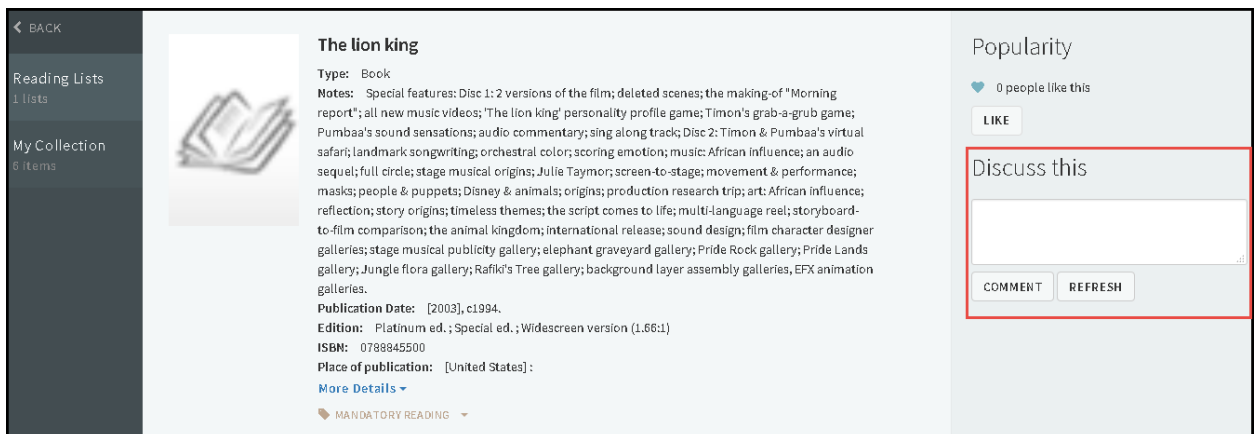 BACK
Reading Lists
1 lists
My Collection
6 items
The lion king
Type: Book
Notes: Special features: Disc 1: 2 versions of the film; deleted scenes; the making-of "Morning
report"; all new music videos; 'The lion king' personality profile game; Timon's grab-a-grub game;
Pumbaa's sound sensations; audio commentary; sing along track; Disc 2: Timon & Pumbaa's virtual
safari; landmark songwriting; orchestral color; scoring emotion; music: African influence; an audio
sequel; full circle; stage musical origins; Julie Taymor; screen-to-stage; movement & performance;
masks; people & puppets; Disney & animals; origins; production research trip; art: African influence;
reflection; story origins; timeless themes; the script comes to life; multi-language reel; storyboard-
to-film comparison; the animal kingdom; international release; sound design; film character designer
galleries; stage musical publicity gallery; elephant graveyard gallery; Pride Rock gallery; Pride Lands
gallery; Jungle flora gallery; Rafiki's Tree gallery; background layer assembly galleries, EFX animation
galleries.
Publication Date: [2003], c1994.
Edition: Platinum ed. ; Special ed. ; Widescreen version (1.66:1)
ISBN: 0788845500
Place of publication: [United States] :
More Details
MANDATORY READING
Popularity
0 people like this
LIKE
Discuss this
COMMENT REFRESH